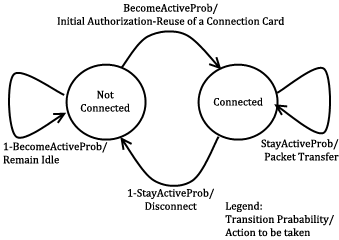 BecomeActiveProb/
Initial Authorization-Reuse of a Connection Card
Not
Connected
Connected
1-BecomeActiveProb/
Remain Idle
StayActiveProb/
Packet Transfer
1-StayActiveProb/
Disconnect
Legend:
Transition Prabability/
Action to be taken